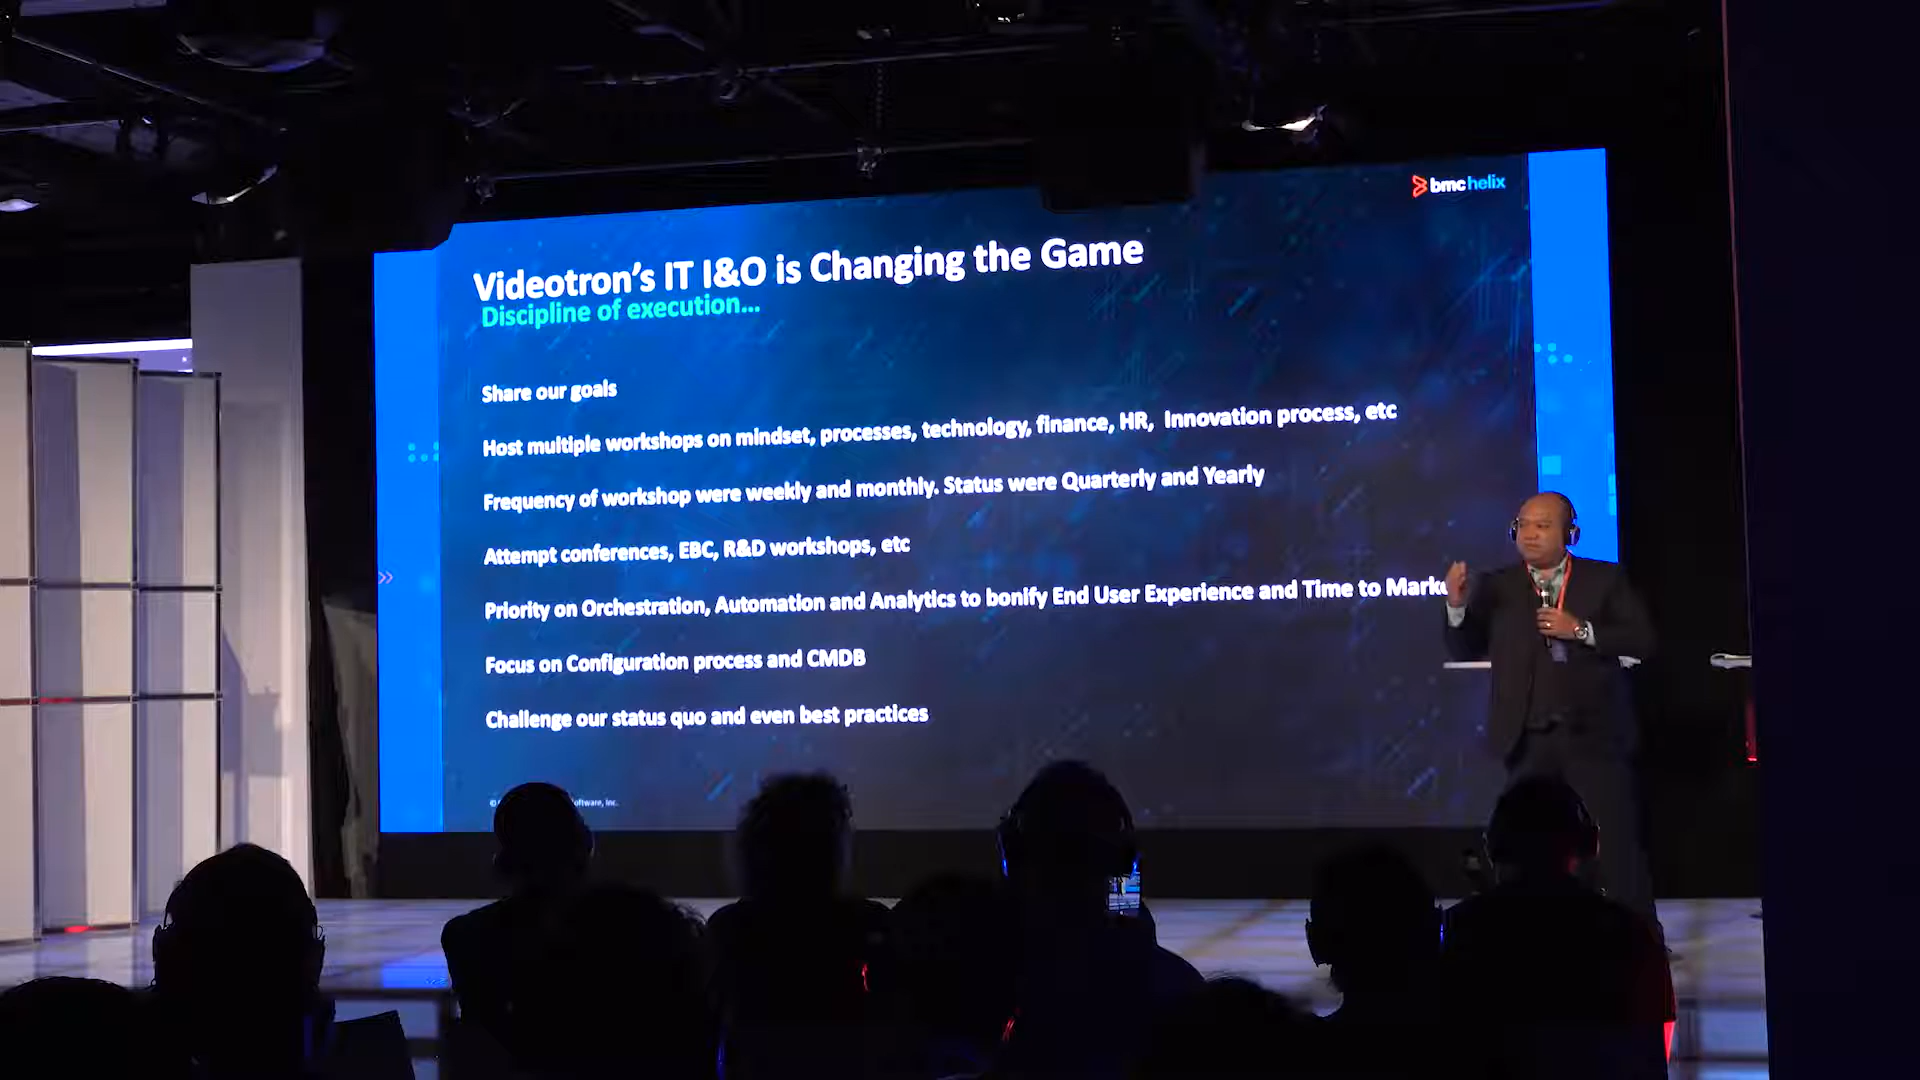 bmc helix
Videotron's IT I&O is Changing the Game
Discipline of execution...
Share our goals
Host multiple workshops on mindset, processes, technology, finance, HR, Innovation process, etc
Frequency of workshop were weekly and monthly. Status were Quarterly and Yearly
Attempt conferences, EBC, R&D workshops, etc
Priority on Orchestration, Automation and Analytics to bonify End User Experience and Time to
Focus on Configuration process and CMDB
Challenge our status quo and even best practices
©
Inc.